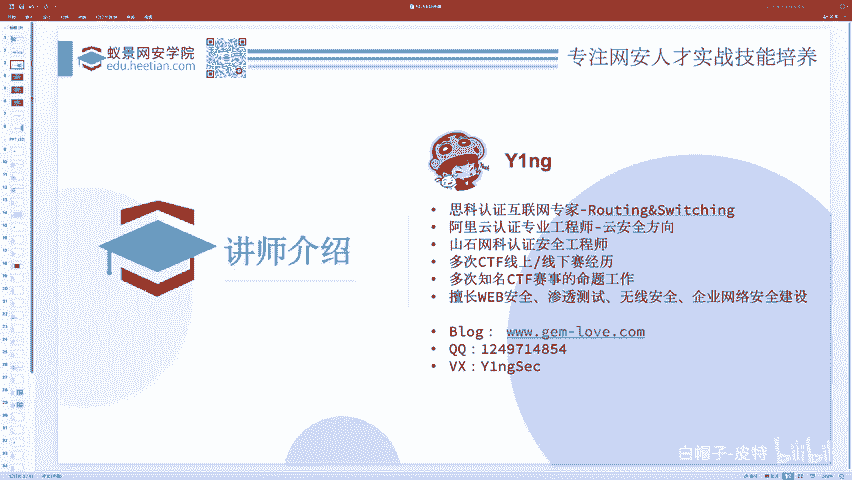 蚁景网安学院
edu.heetian.com
专注网安人才实战技能培养
讲师介绍
Y1ng
• 思科认证互联网专家-Routing&Switching
• 阿里云认证专业工程师-云安全方向
• 山石网科认证安全工程师
• 多次CTF线上/线下赛经历
• 多次知名CTF赛事的命题工作
• 擅长WEB安全、渗透测试、无线安全、企业网络安全建设
• Blog： www.gem-love.com
• QQ：1249714854
• VX：Y1ngSec
白帽子-皮特 bilibili